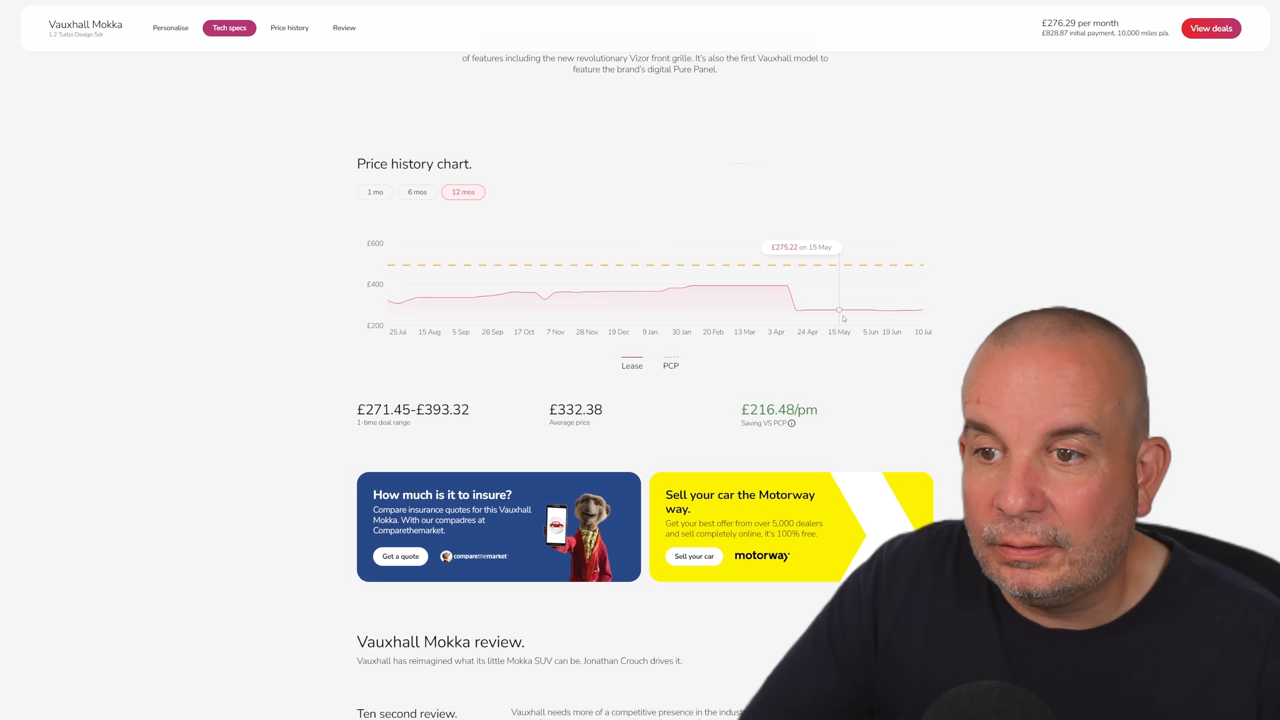 Vauxhall Mokka
1.2 Turbo Design 5dr
Personalise
Tech specs
Price history
Review
£276.29 per month
£828.87 initial payment, 10,000 miles p/a.
View deals
of features including the new revolutionary Vizor front grille. It's also the first Vauxhall model to
feature the brand's digital Pure Panel.
Price history chart.
1 mo
6 mos
12 mos
£600
£400
£200
£275.22 on 15 May
25 Jul
15 Aug
5 Sep
26 Sep
17 Oct
7 Nov
28 Nov
19 Dec
9 Jan
30 Jan
20 Feb
13 Mar
3 Apr
24 Apr
15 May
5 Jun
19 Jun
10 Jul
Lease
PCP
£271.45-£393.32
1-time deal range
£332.38
Average price
£216.48/pm
Saving VS PCP
How much is it to insure?
Compare insurance quotes for this Vauxhall
Mokka. With our compadres at
Comparethemarket.
Get a quote
comparethemarket
Sell your car the Motorway
way.
Get your best offer from over 5,000 dealers
and sell completely online, it's 100% free.
Sell your car
motorway
Vauxhall Mokka review.
Vauxhall has reimagined what its little Mokka SUV can be. Jonathan Crouch drives it.
Ten second review.
Vauxhall needs more of a competitive presence in the